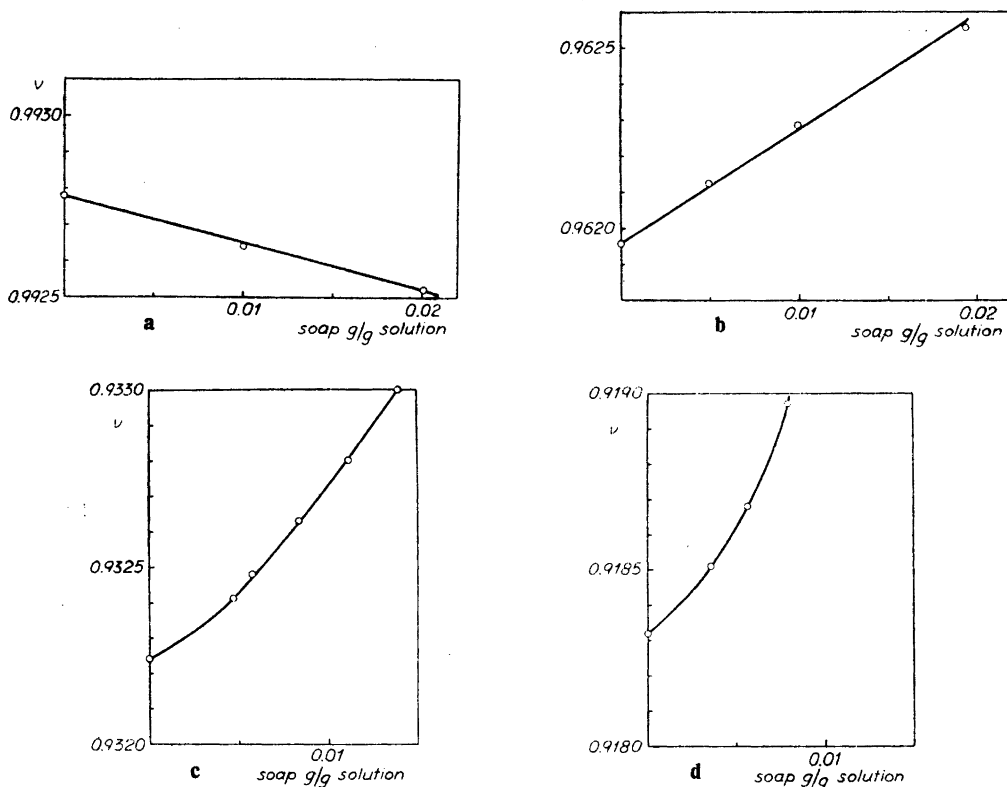 ν
0.9930
0.9925
0.01
0.02
a
soap g/g solution
0.9625
0.9620
0.01
0.02
b
soap g/g solution
0.9330
ν
0.9325
0.9320
0.01
c
soap g/g solution
0.9190
ν
0.9185
0.9180
0.01
d
soap g/g solution